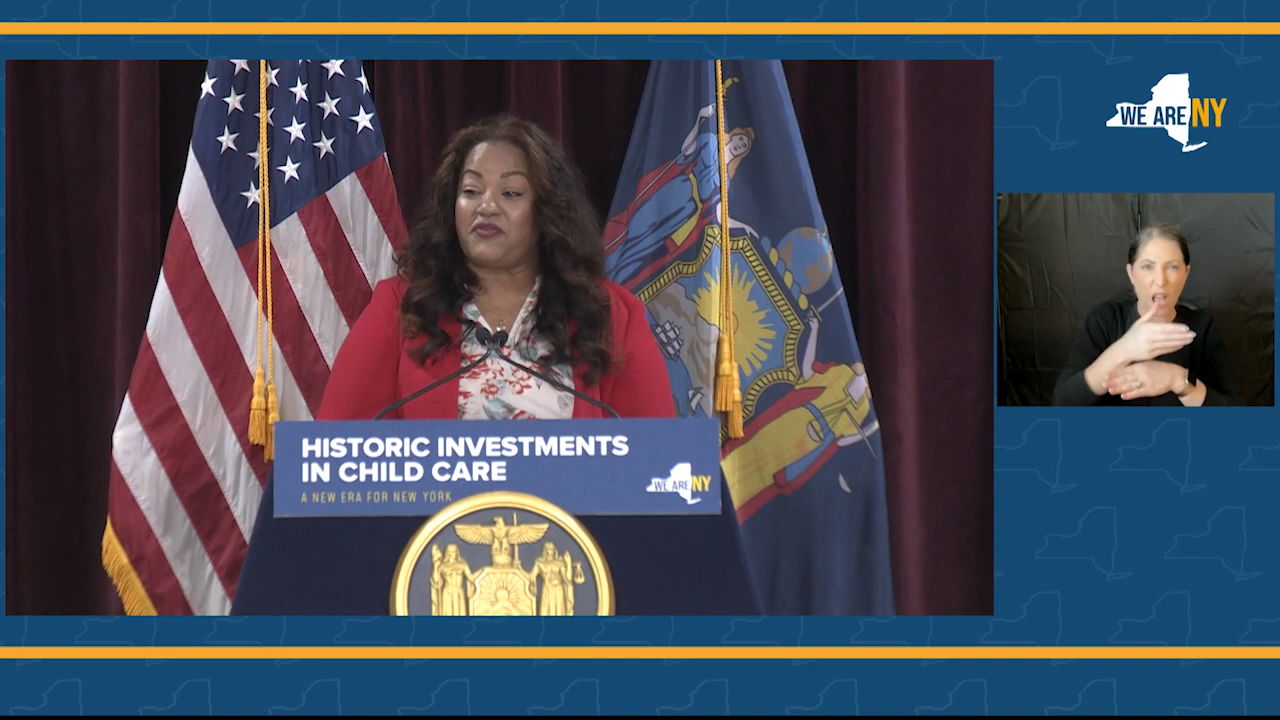 WE ARE NY
HISTORIC INVESTMENTS
IN CHILD CARE
A NEW ERA FOR NEW YORK
WE ARE NY